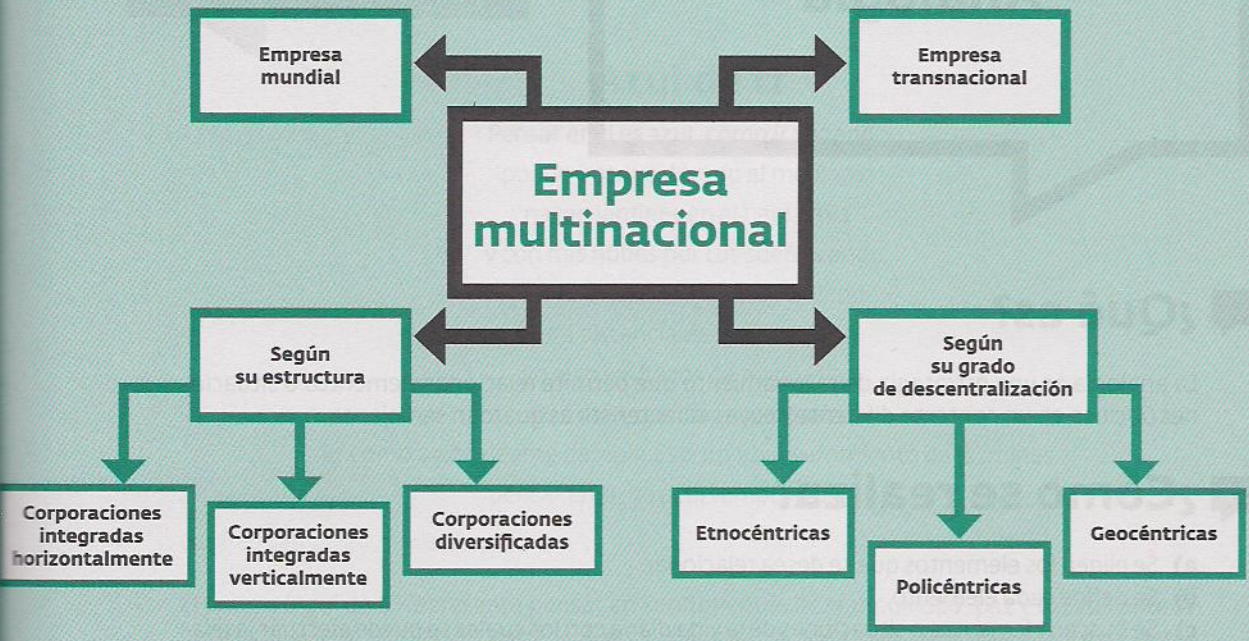 Empresa
mundial
Empresa
transnacional
Empresa
multinacional
Según
su estructura
Según
su grado
de descentralización
Corporaciones
integradas
horizontalmente
Corporaciones
integradas
verticalmente
Corporaciones
diversificadas
Etnocéntricas
Policéntricas
Geocéntricas